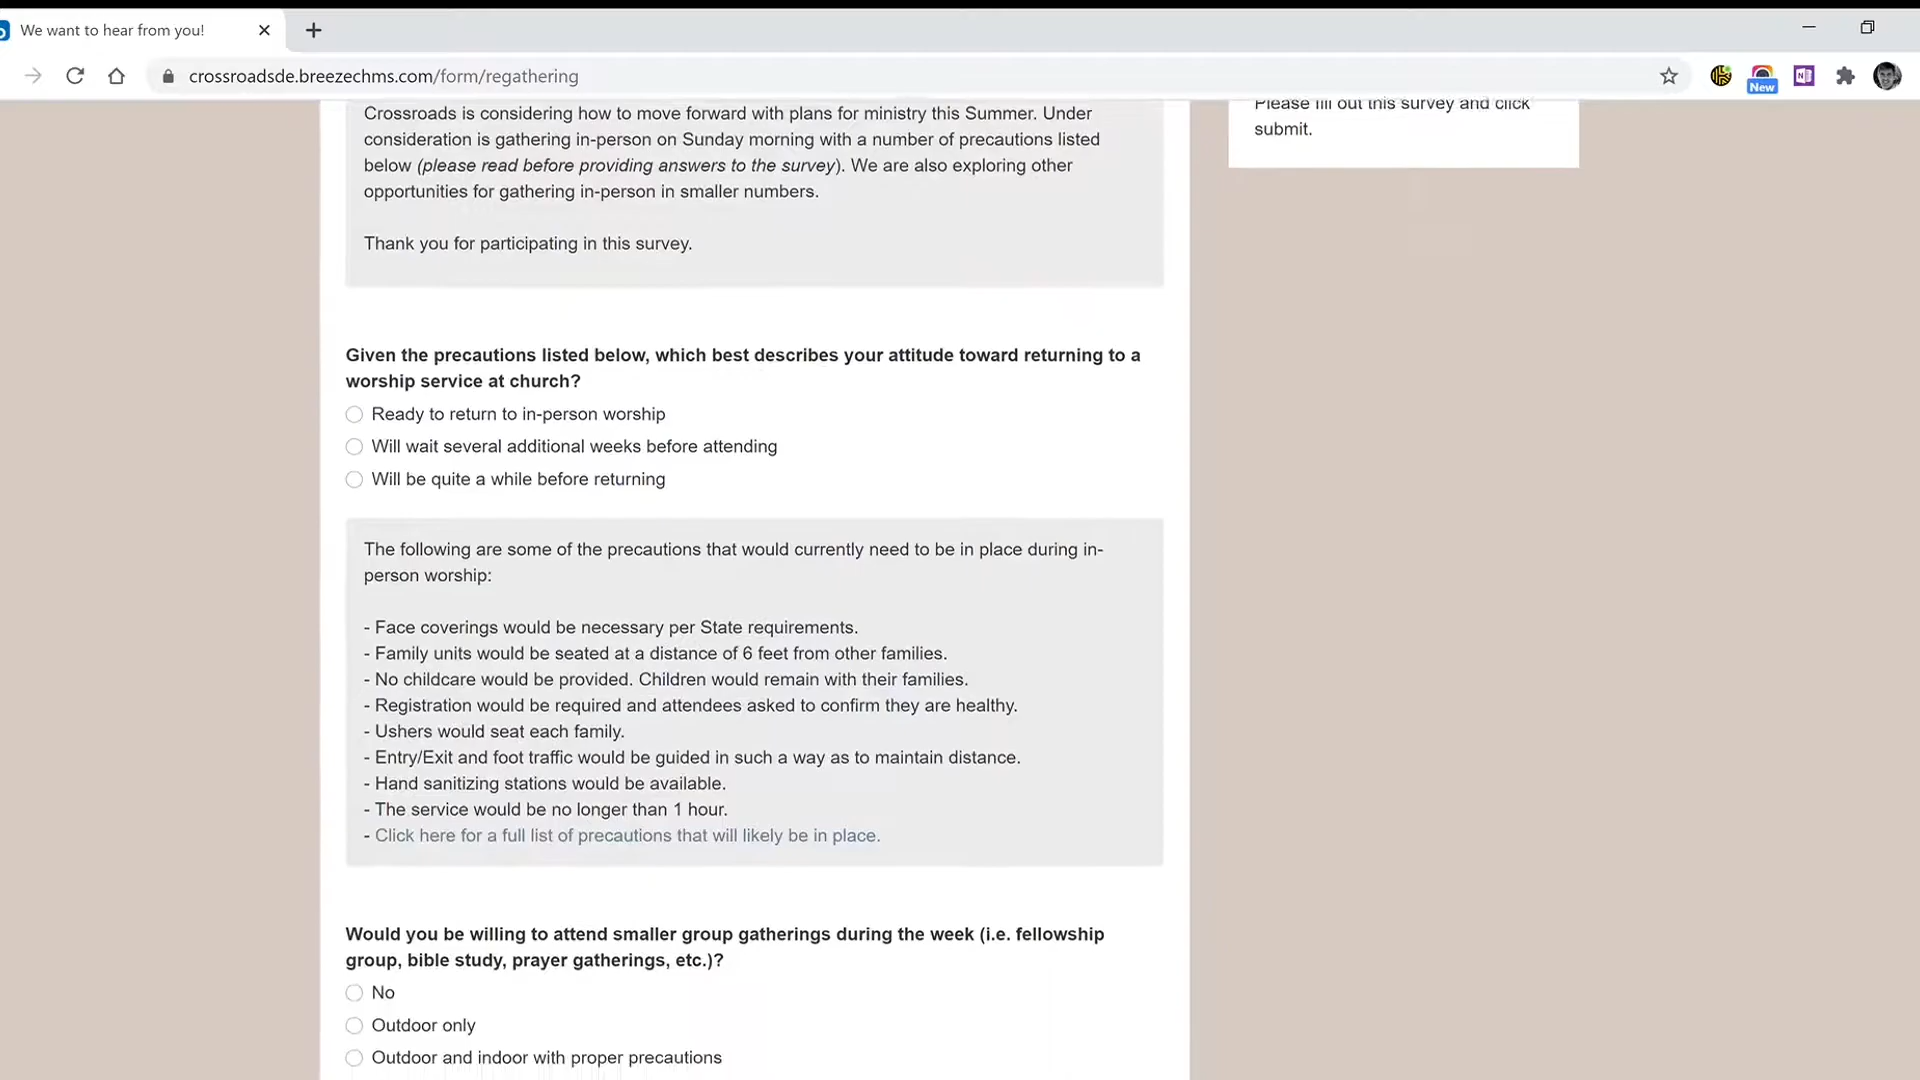 We want to hear from you!
crossroadsde.breezechms.com/form/regathering
New
Please fill out this survey and click
submit.
Crossroads is considering how to move forward with plans for ministry this Summer. Under
consideration is gathering in-person on Sunday morning with a number of precautions listed
below (please read before providing answers to the survey). We are also exploring other
opportunities for gathering in-person in smaller numbers.
Thank you for participating in this survey.
Given the precautions listed below, which best describes your attitude toward returning to a
worship service at church?
Ready to return to in-person worship
Will wait several additional weeks before attending
Will be quite a while before returning
The following are some of the precautions that would currently need to be in place during in-
person worship:
- Face coverings would be necessary per State requirements.
- Family units would be seated at a distance of 6 feet from other families.
- No childcare would be provided. Children would remain with their families.
- Registration would be required and attendees asked to confirm they are healthy.
- Ushers would seat each family.
- Entry/Exit and foot traffic would be guided in such a way as to maintain distance.
- Hand sanitizing stations would be available.
- The service would be no longer than 1 hour.
- Click here for a full list of precautions that will likely be in place.
Would you be willing to attend smaller group gatherings during the week (i.e. fellowship
group, bible study, prayer gatherings, etc.)?
No
Outdoor only
Outdoor and indoor with proper precautions